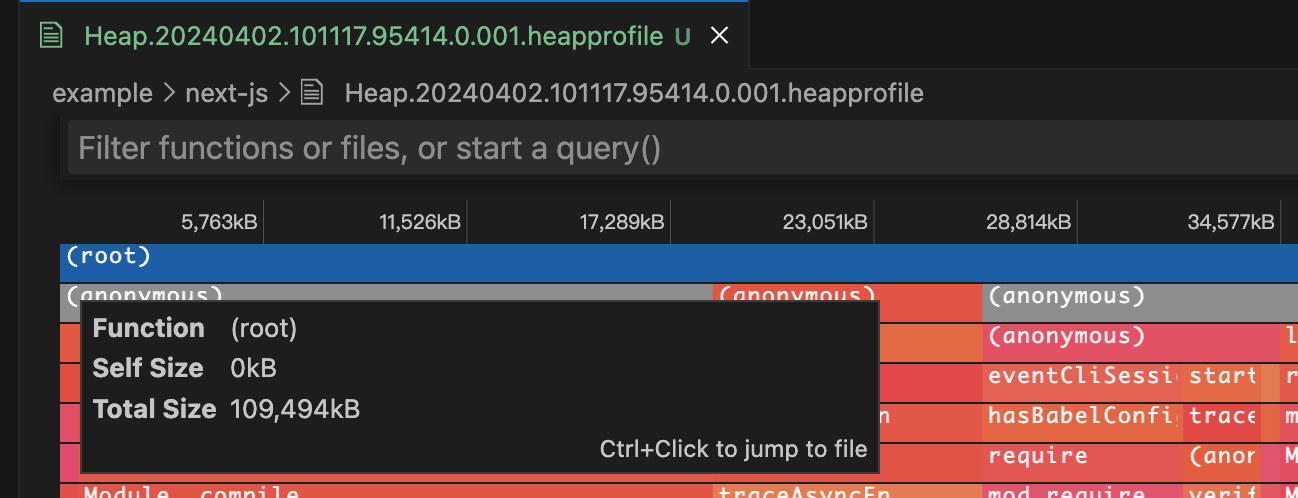 Heap.20240402.101117.95414.0.001.heapprofile U
example > next-js > Heap.20240402.101117.95414.0.001.heapprofile
Filter functions or files, or start a query()
5,763kB 11,526kB 17,289kB 23,051kB 28,814kB 34,577kB
(root)
(anonymous) (anonymous) (anonymous)
Function (root)
(anonymous) l
Self Size 0kB
eventCliSessi start r
Total Size 109,494kB
n hasBabelConfi trace m
Ctrl+Click to jump to file
require (anor M
Module._compile traceAsyncFn mod.require verif M